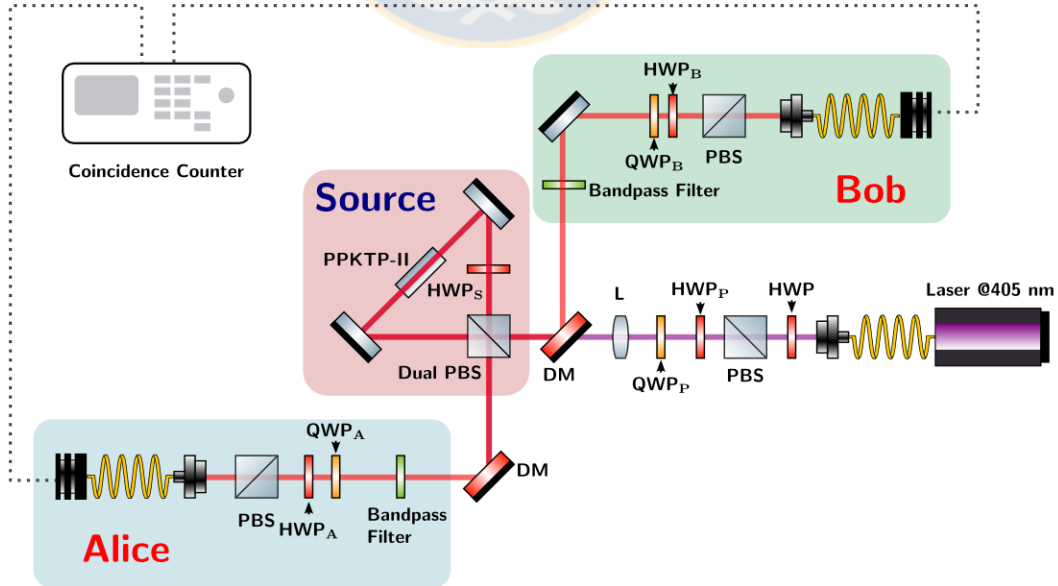 HWP_B
QWP_B
PBS
Bandpass Filter
Bob
Coincidence Counter
Source
PPKTP-II
HWP_S
Dual PBS
DM
L
HWP_P
HWP
Laser @405 nm
QWP_P
PBS
QWP_A
DM
PBS
HWP_A
Bandpass
Filter
Alice